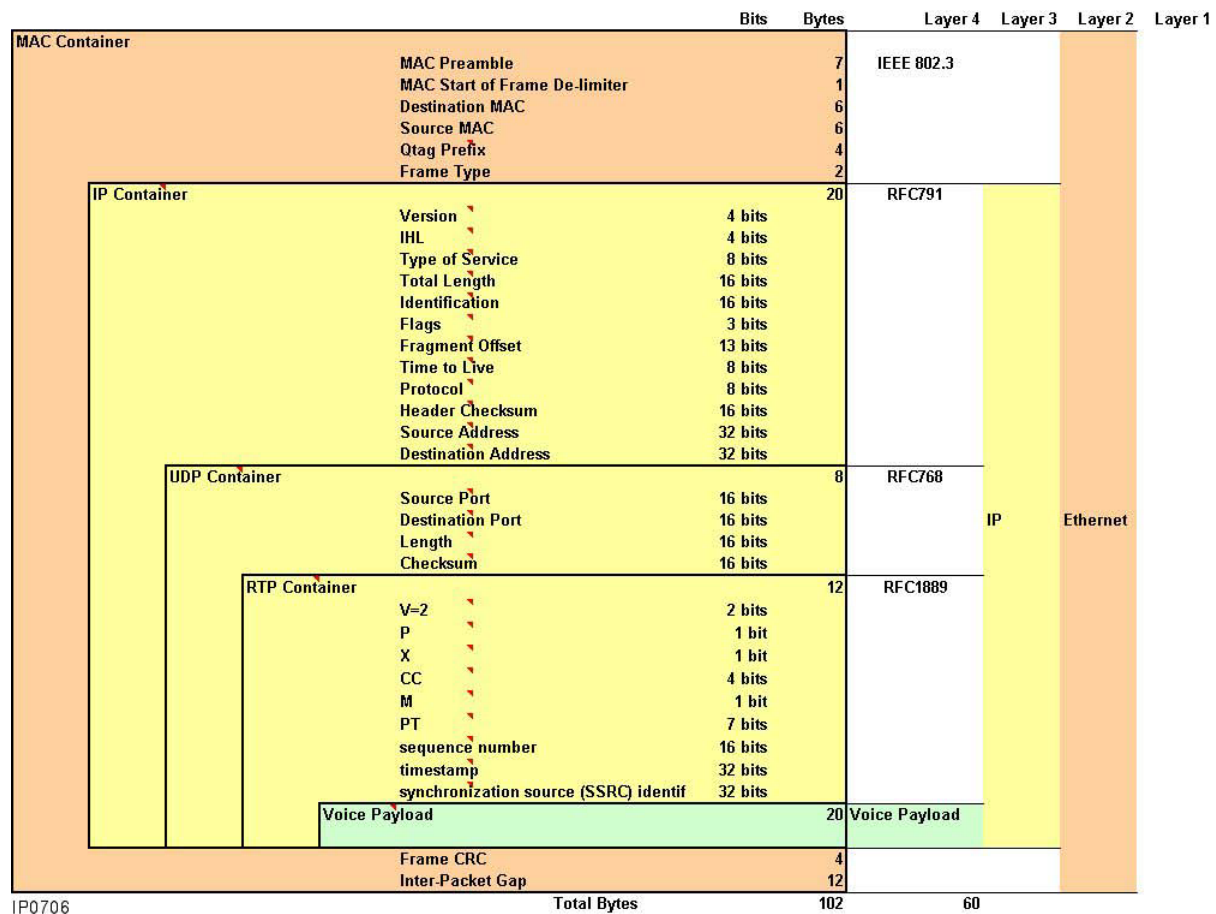 Bits Bytes Layer 4 Layer 3 Layer 2 Layer 1
MAC Container
MAC Preamble 7 IEEE 802.3
MAC Start of Frame De-limiter 1
Destination MAC 6
Source MAC 6
Qtag Prefix 4
Frame Type 2
IP Container 20 RFC791
Version 4 bits
IHL 4 bits
Type of Service 8 bits
Total Length 16 bits
Identification 16 bits
Flags 3 bits
Fragment Offset 13 bits
Time to Live 8 bits
Protocol 8 bits
Header Checksum 16 bits
Source Address 32 bits
Destination Address 32 bits
UDP Container 8 RFC768
Source Port 16 bits
Destination Port 16 bits IP Ethernet
Length 16 bits
Checksum 16 bits
RTP Container 12 RFC1889
V=2 2 bits
P 1 bit
X 1 bit
CC 4 bits
M 1 bit
PT 7 bits
sequence number 16 bits
timestamp 32 bits
synchronization source (SSRC) identif 32 bits
Voice Payload 20 Voice Payload
Frame CRC 4
Inter-Packet Gap 12
IP0706 Total Bytes 102 60